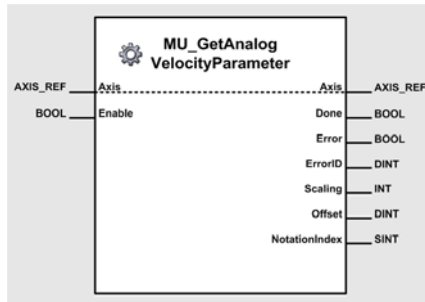 MU_GetAnalog
VelocityParameter
AXIS_REF Axis Axis AXIS_REF
BOOL Enable Done BOOL
Error BOOL
ErrorID DINT
Scaling INT
Offset DINT
NotationIndex SINT